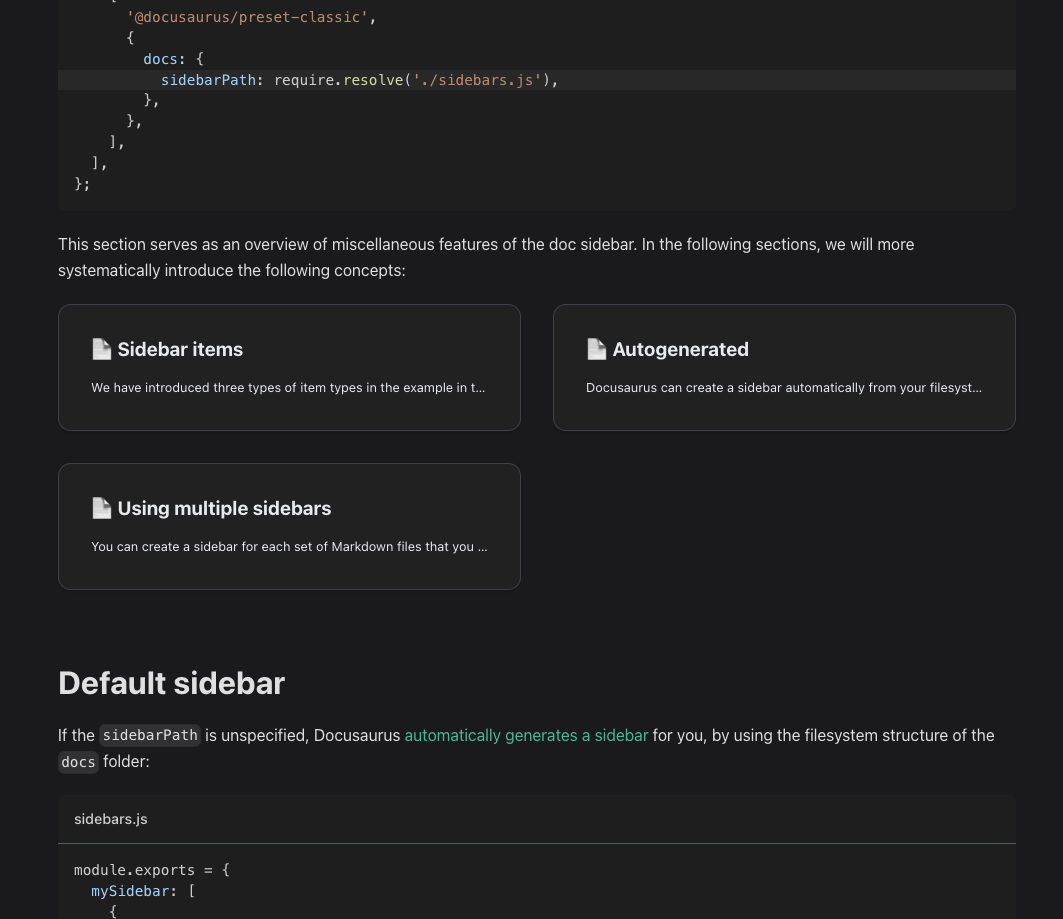 '@docusaurus/preset-classic',
{
docs: {
sidebarPath: require.resolve('./sidebars.js'),
},
},
],
],
};
This section serves as an overview of miscellaneous features of the doc sidebar. In the following sections, we will more
systematically introduce the following concepts:
Sidebar items
We have introduced three types of item types in the example in t...
Autogenerated
Docusaurus can create a sidebar automatically from your filesyst...
Using multiple sidebars
You can create a sidebar for each set of Markdown files that you ...
Default sidebar
If the sidebarPath is unspecified, Docusaurus automatically generates a sidebar for you, by using the filesystem structure of the
docs folder:
sidebars.js
module.exports = {
mySidebar: [
{